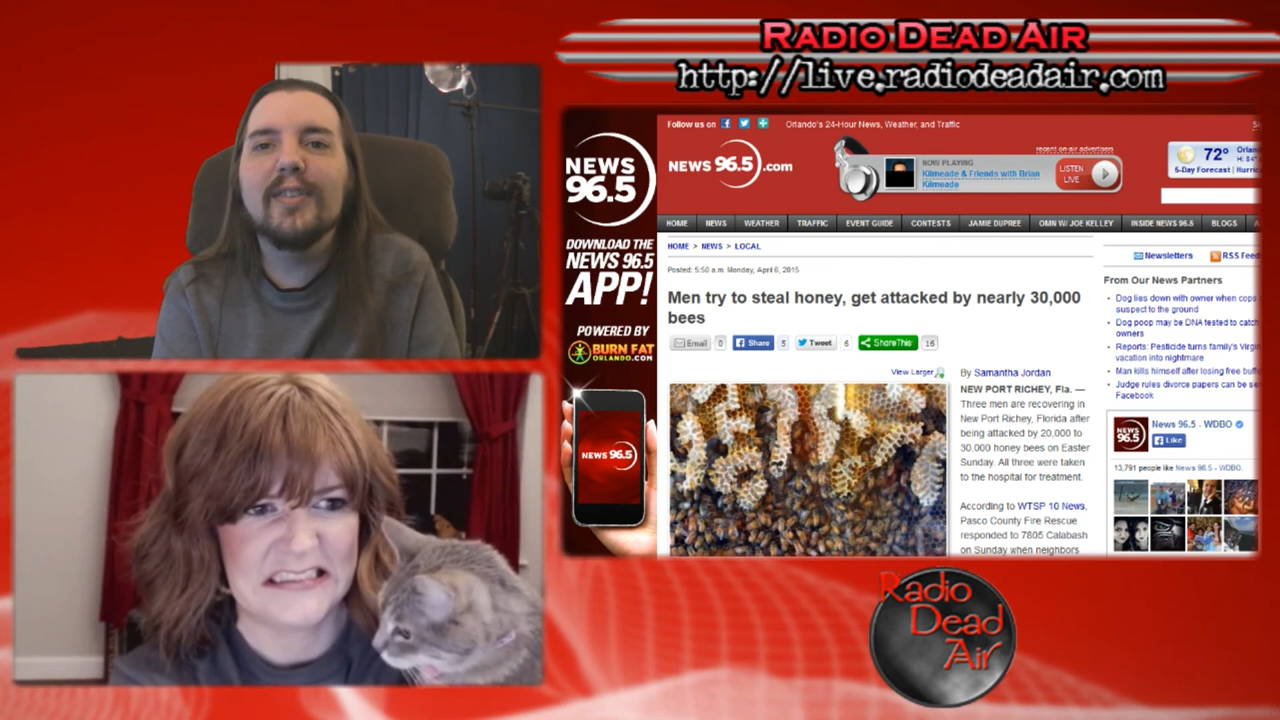 RADIO DEAD AIR
http://live.radiodeadair.com
NEWS
96.5
DOWNLOAD THE
NEWS 96.5
APP!
POWERED BY
BURN FAT
ORLANDO.COM
NEWS 96.5
Follow us on
Orlando's 24-Hour News, Weather, and Traffic
NEWS 96.5.com
recent on-air advertisers
NOW PLAYING
Kilmeade & Friends with Brian
Kilmeade
LISTEN
LIVE
72°
5-Day Forecast
HOME NEWS WEATHER TRAFFIC EVENT GUIDE CONTESTS JAMIE DUPREE OMN W/ JOE KELLEY INSIDE NEWS 96.5 BLOGS
HOME > NEWS > LOCAL
Posted: 5:50 a.m. Monday, April 6, 2015
Men try to steal honey, get attacked by nearly 30,000
bees
Email 0 Share 5 Tweet 6 ShareThis 16
View Larger
By Samantha Jordan
NEW PORT RICHEY, Fla. —
Three men are recovering in
New Port Richey, Florida after
being attacked by 20,000 to
30,000 honey bees on Easter
Sunday. All three were taken
to the hospital for treatment.
According to WTSP 10 News,
Pasco County Fire Rescue
responded to 7805 Calabash
on Sunday when neighbors
Newsletters RSS Feed
From Our News Partners
Dog lies down with owner when cops
suspect to the ground
Dog poop may be DNA tested to catch
owners
Reports: Pesticide turns family's Virgin
vacation into nightmare
Man kills himself after losing free buffe
Judge rules divorce papers can be se
Facebook
NEWS
96.5
News 96.5 - WDBO
Like
13,791 people like News 96.5 - WDBO.
Radio
Dead
Air